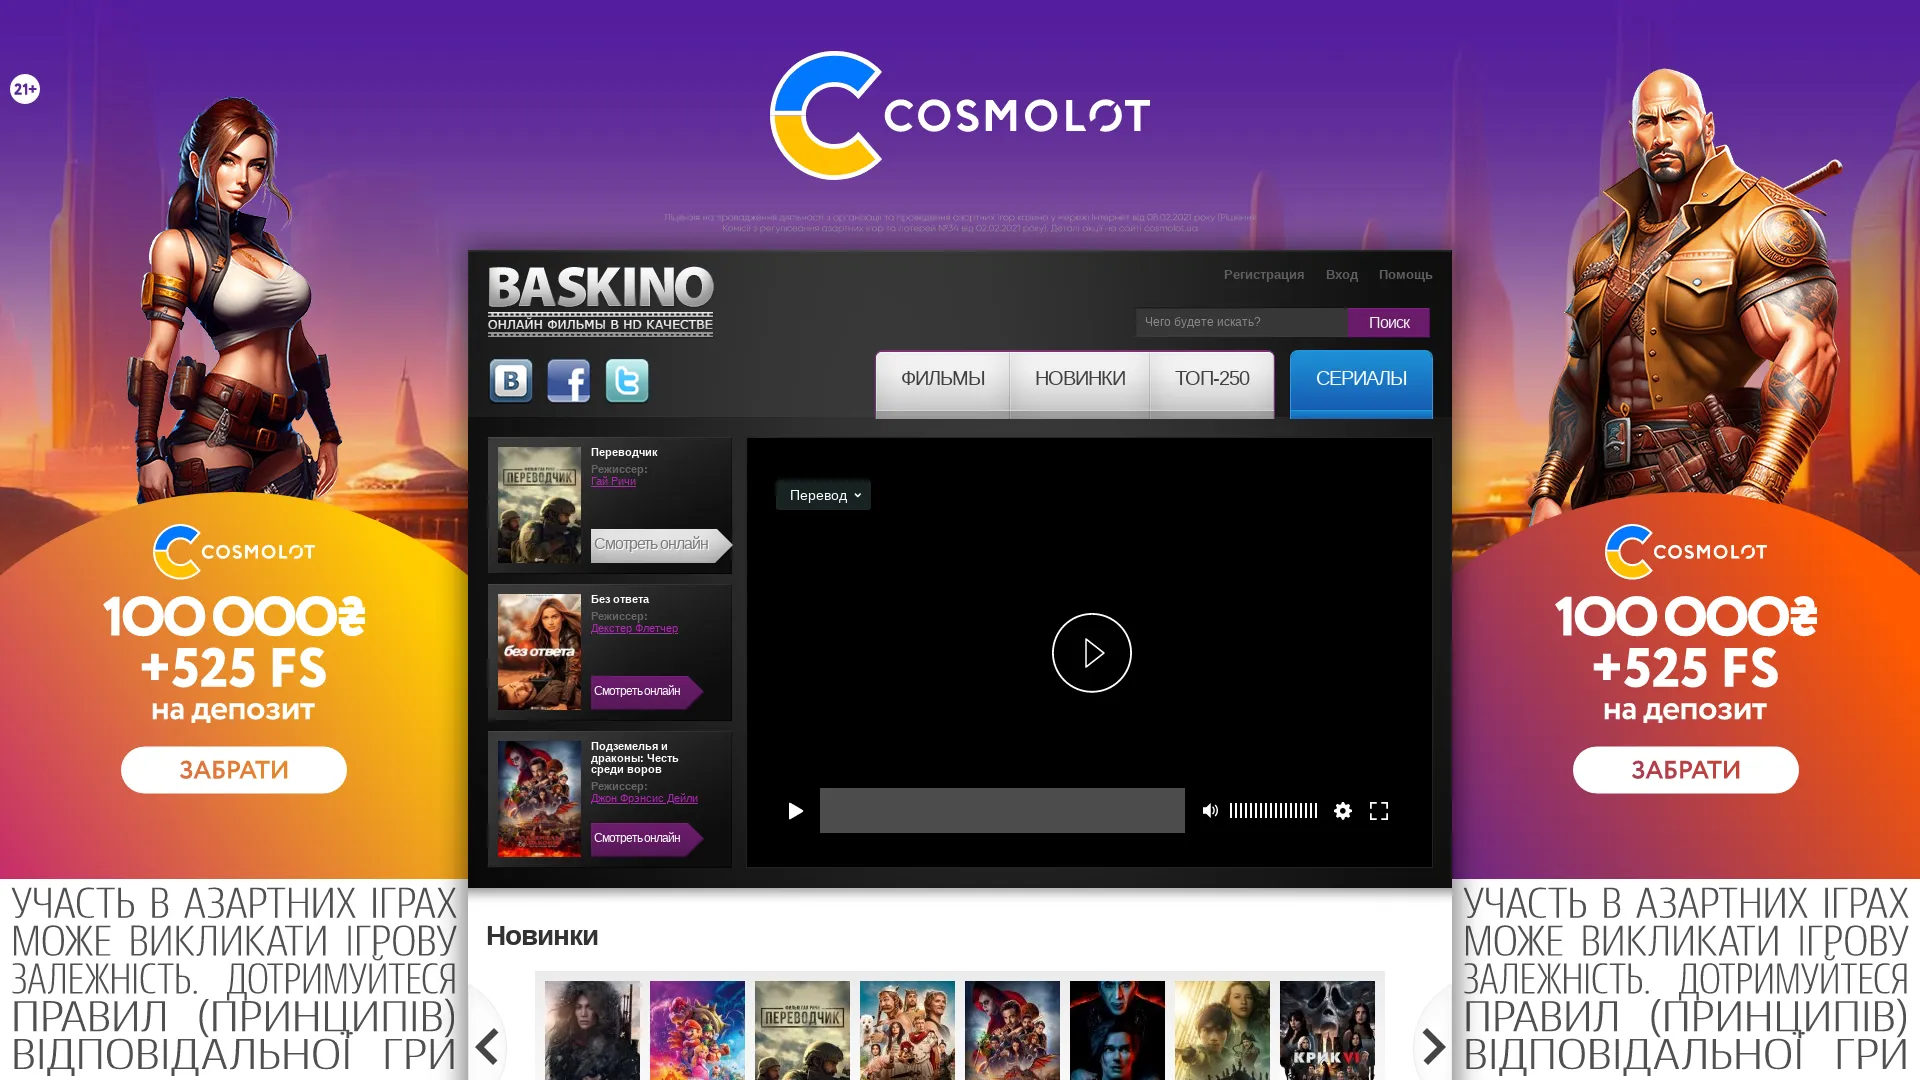 21+
COSMOLOT
Ліцензія на провадження діяльності з організації та проведення азартних ігор казино у мережі Інтернет від 08.02.2021 року (Рішення
Комісії з регулювання азартних ігор та лотерей №34 від 02.02.2021 року). Деталі акції на сайті cosmolot.ua
BASKINO
ОНЛАЙН ФИЛЬМЫ В HD КАЧЕСТВЕ
Регистрация Вход Помощь
Чего будете искать? Поиск
ФИЛЬМЫ НОВИНКИ ТОП-250 СЕРИАЛЫ
ПЕРЕВОДЧИК
Переводчик
Режиссер:
Гай Ричи
Смотреть онлайн
без ответа
Без ответа
Режиссер:
Декстер Флетчер
Смотреть онлайн
Подземелья и
драконы: Честь
среди воров
Режиссер:
Джон Фрэнсис Дейли
Смотреть онлайн
Перевод
COSMOLOT
100 000₴
+525 FS
на депозит
ЗАБРАТИ
УЧАСТЬ В АЗАРТНИХ ІГРАХ
МОЖЕ ВИКЛИКАТИ ІГРОВУ
ЗАЛЕЖНІСТЬ. ДОТРИМУЙТЕСЯ
ПРАВИЛ (ПРИНЦИПІВ)
ВІДПОВІДАЛЬНОЇ ГРИ
COSMOLOT
100 000₴
+525 FS
на депозит
ЗАБРАТИ
УЧАСТЬ В АЗАРТНИХ ІГРАХ
МОЖЕ ВИКЛИКАТИ ІГРОВУ
ЗАЛЕЖНІСТЬ. ДОТРИМУЙТЕСЯ
ПРАВИЛ (ПРИНЦИПІВ)
ВІДПОВІДАЛЬНОЇ ГРИ
Новинки
ПЕРЕВОДЧИК
КРИК VI